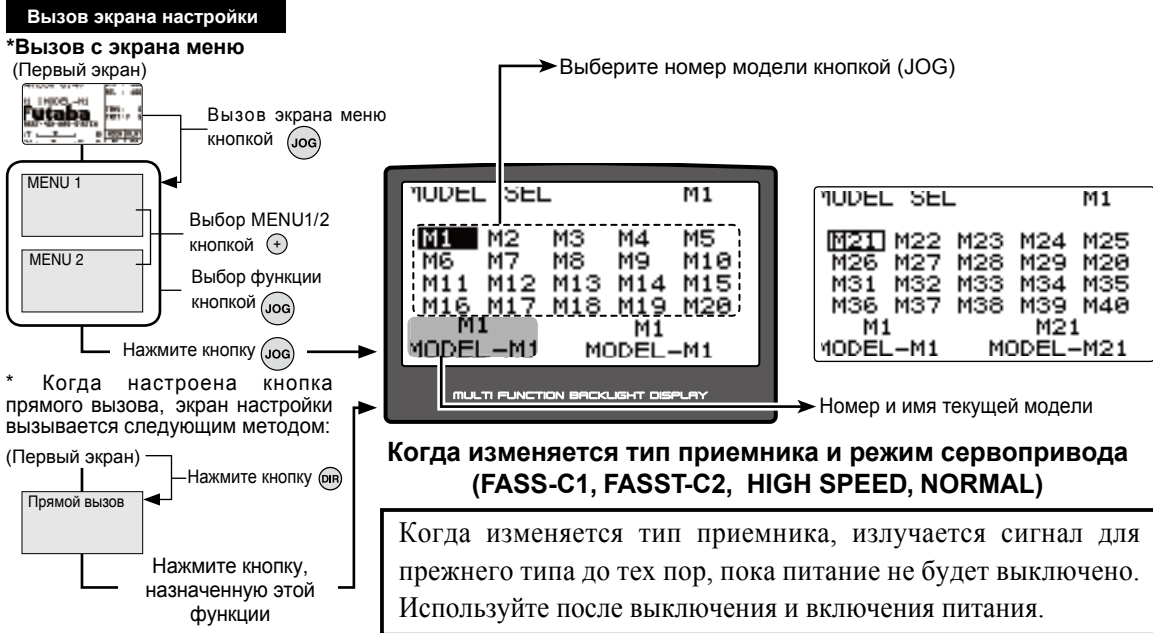 Вызов экрана настройки
*Вызов с экрана меню
(Первый экран)
Futaba
Вызов экрана меню
кнопкой JOG
MENU 1
MENU 2
Выбор MENU1/2
кнопкой +
Выбор функции
кнопкой JOG
Нажмите кнопку JOG
* Когда настроена кнопка
прямого вызова, экран настройки
вызывается следующим методом:
(Первый экран)
Нажмите кнопку DIR
Прямой вызов
Нажмите кнопку,
назначенную этой
функции
Выберите номер модели кнопкой (JOG)
MODEL SEL M1
M1 M2 M3 M4 M5
M6 M7 M8 M9 M10
M11 M12 M13 M14 M15
M16 M17 M18 M19 M20
M1 M1
MODEL-M1 MODEL-M1
MULTI FUNCTION BACKLIGHT DISPLAY
MODEL SEL M1
M21 M22 M23 M24 M25
M26 M27 M28 M29 M20
M31 M32 M33 M34 M35
M36 M37 M38 M39 M40
M1 M21
MODEL-M1 MODEL-M21
Номер и имя текущей модели
Когда изменяется тип приемника и режим сервопривода
(FASS-C1, FASST-C2, HIGH SPEED, NORMAL)
Когда изменяется тип приемника, излучается сигнал для
прежнего типа до тех пор, пока питание не будет выключено.
Используйте после выключения и включения питания.